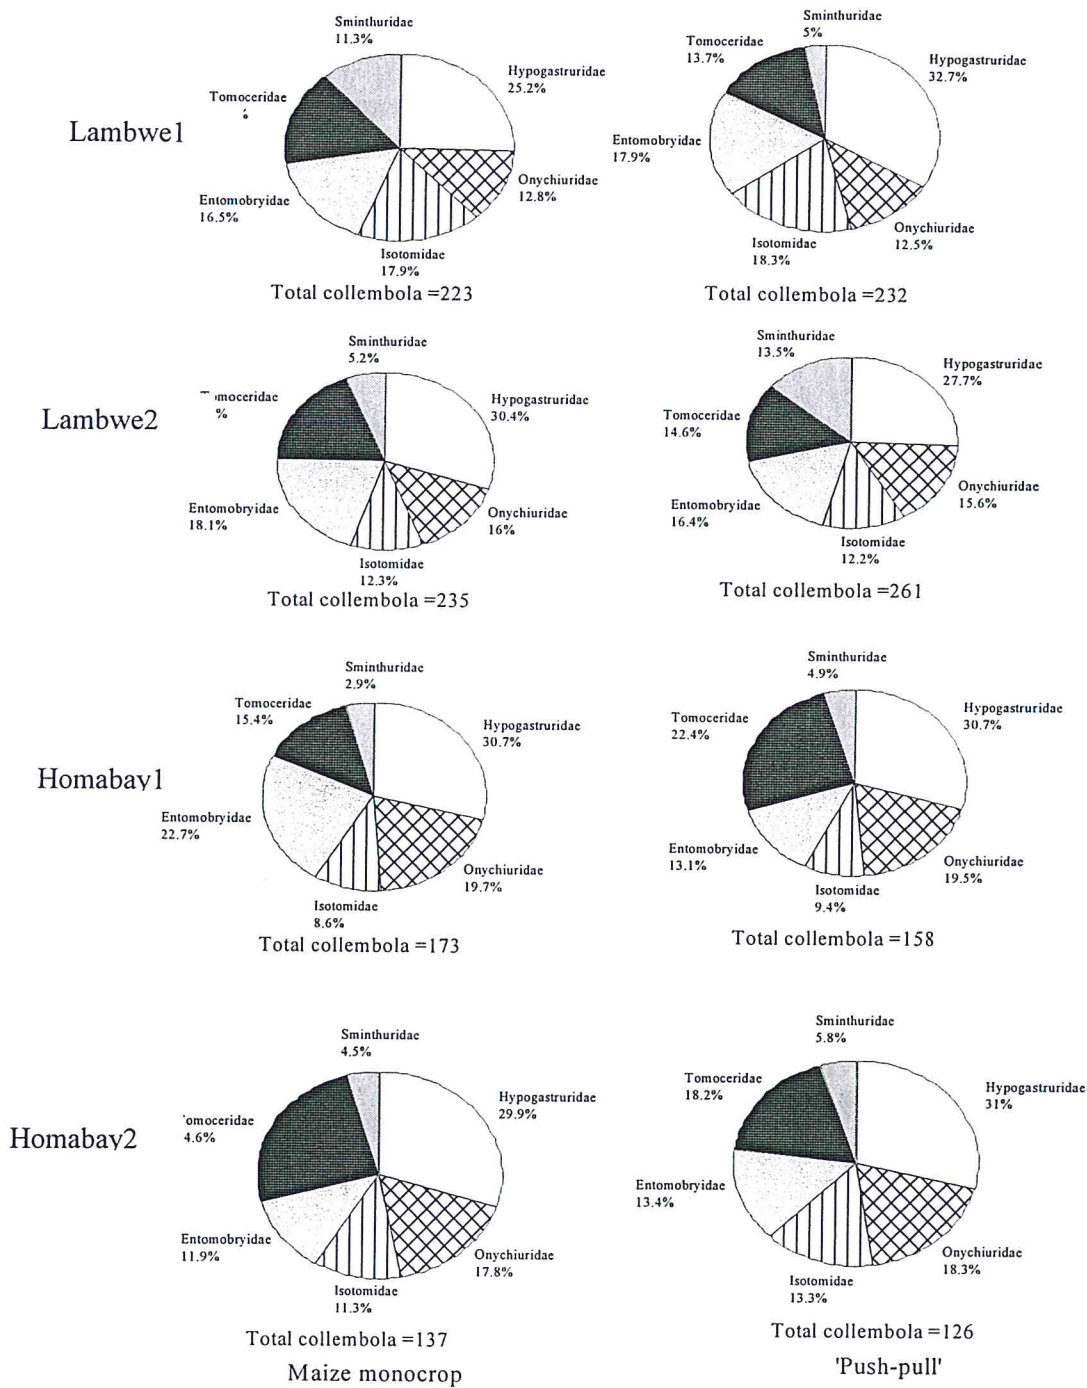 Sminthuridae
11.3%
Hypogastruridae
25.2%
Tomoceridae
%
Lambwe1
Onychiuridae
12.8%
Entomobryidae
16.5%
Isotomidae
17.9%
Total collembola =223
Sminthuridae
5%
Tomoceridae
13.7%
Hypogastruridae
32.7%
Entomobryidae
17.9%
Onychiuridae
12.5%
Isotomidae
18.3%
Total collembola =232
Sminthuridae
5.2%
moceridae
%
Hypogastruridae
30.4%
Lambwe2
Entomobryidae
18.1%
Onychiuridae
16%
Isotomidae
12.3%
Total collembola =235
Sminthuridae
13.5%
Hypogastruridae
27.7%
Tomoceridae
14.6%
Entomobryidae
16.4%
Onychiuridae
15.6%
Isotomidae
12.2%
Total collembola =261
Sminthuridae
2.9%
Tomoceridae
15.4%
Hypogastruridae
30.7%
Homabay1
Entomobryidae
22.7%
Onychiuridae
19.7%
Isotomidae
8.6%
Total collembola =173
Sminthuridae
4.9%
Tomoceridae
22.4%
Hypogastruridae
30.7%
Entomobryidae
13.1%
Onychiuridae
19.5%
Isotomidae
9.4%
Total collembola =158
Sminthuridae
4.5%
Hypogastruridae
29.9%
omoceridae
4.6%
Homabay2
Entomobryidae
11.9%
Onychiuridae
17.8%
Isotomidae
11.3%
Total collembola =137
Maize monocrop
Sminthuridae
5.8%
Tomoceridae
18.2%
Hypogastruridae
31%
Entomobryidae
13.4%
Onychiuridae
18.3%
Isotomidae
13.3%
Total collembola =126
'Push-pull'